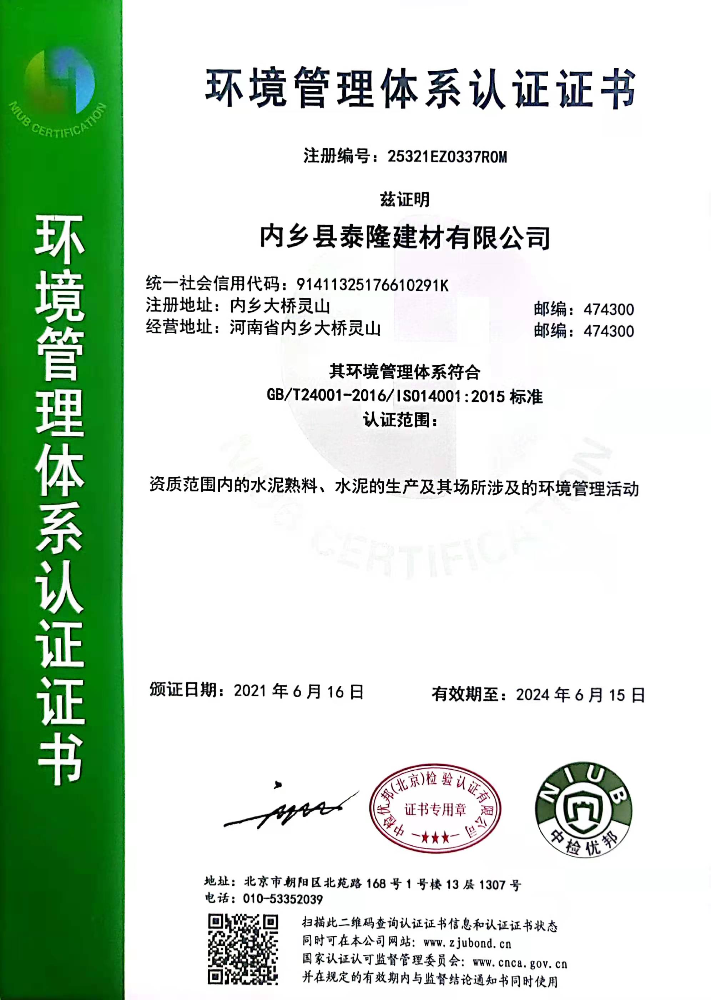 NIUB CERTIFICATION
环境管理体系认证证书
环境管理体系认证证书
注册编号：25321EZ0337R0M
兹证明
内乡县泰隆建材有限公司
统一社会信用代码：91411325176610291K
注册地址：内乡大桥灵山 邮编：474300
经营地址：河南省内乡大桥灵山 邮编：474300
其环境管理体系符合
GB/T24001-2016/ISO14001:2015 标准
认证范围：
资质范围内的水泥熟料、水泥的生产及其场所涉及的环境管理活动
NIUB CERTIFICATION
颁证日期：2021 年 6 月 16 日 有效期至：2024 年 6 月 15 日
中检优邦(北京)检验认证有限公司
证书专用章
NIUB
中检优邦
地址：北京市朝阳区北苑路 168 号 1 号楼 13 层 1307 号
电话：010-53352039
扫描此二维码查询认证证书信息和认证证书状态
同时可在本公司网站：www.zjubond.cn
国家认证认可监督管理委员会：www.cnca.gov.cn
并在规定的有效期内与监督结论通知书同时使用